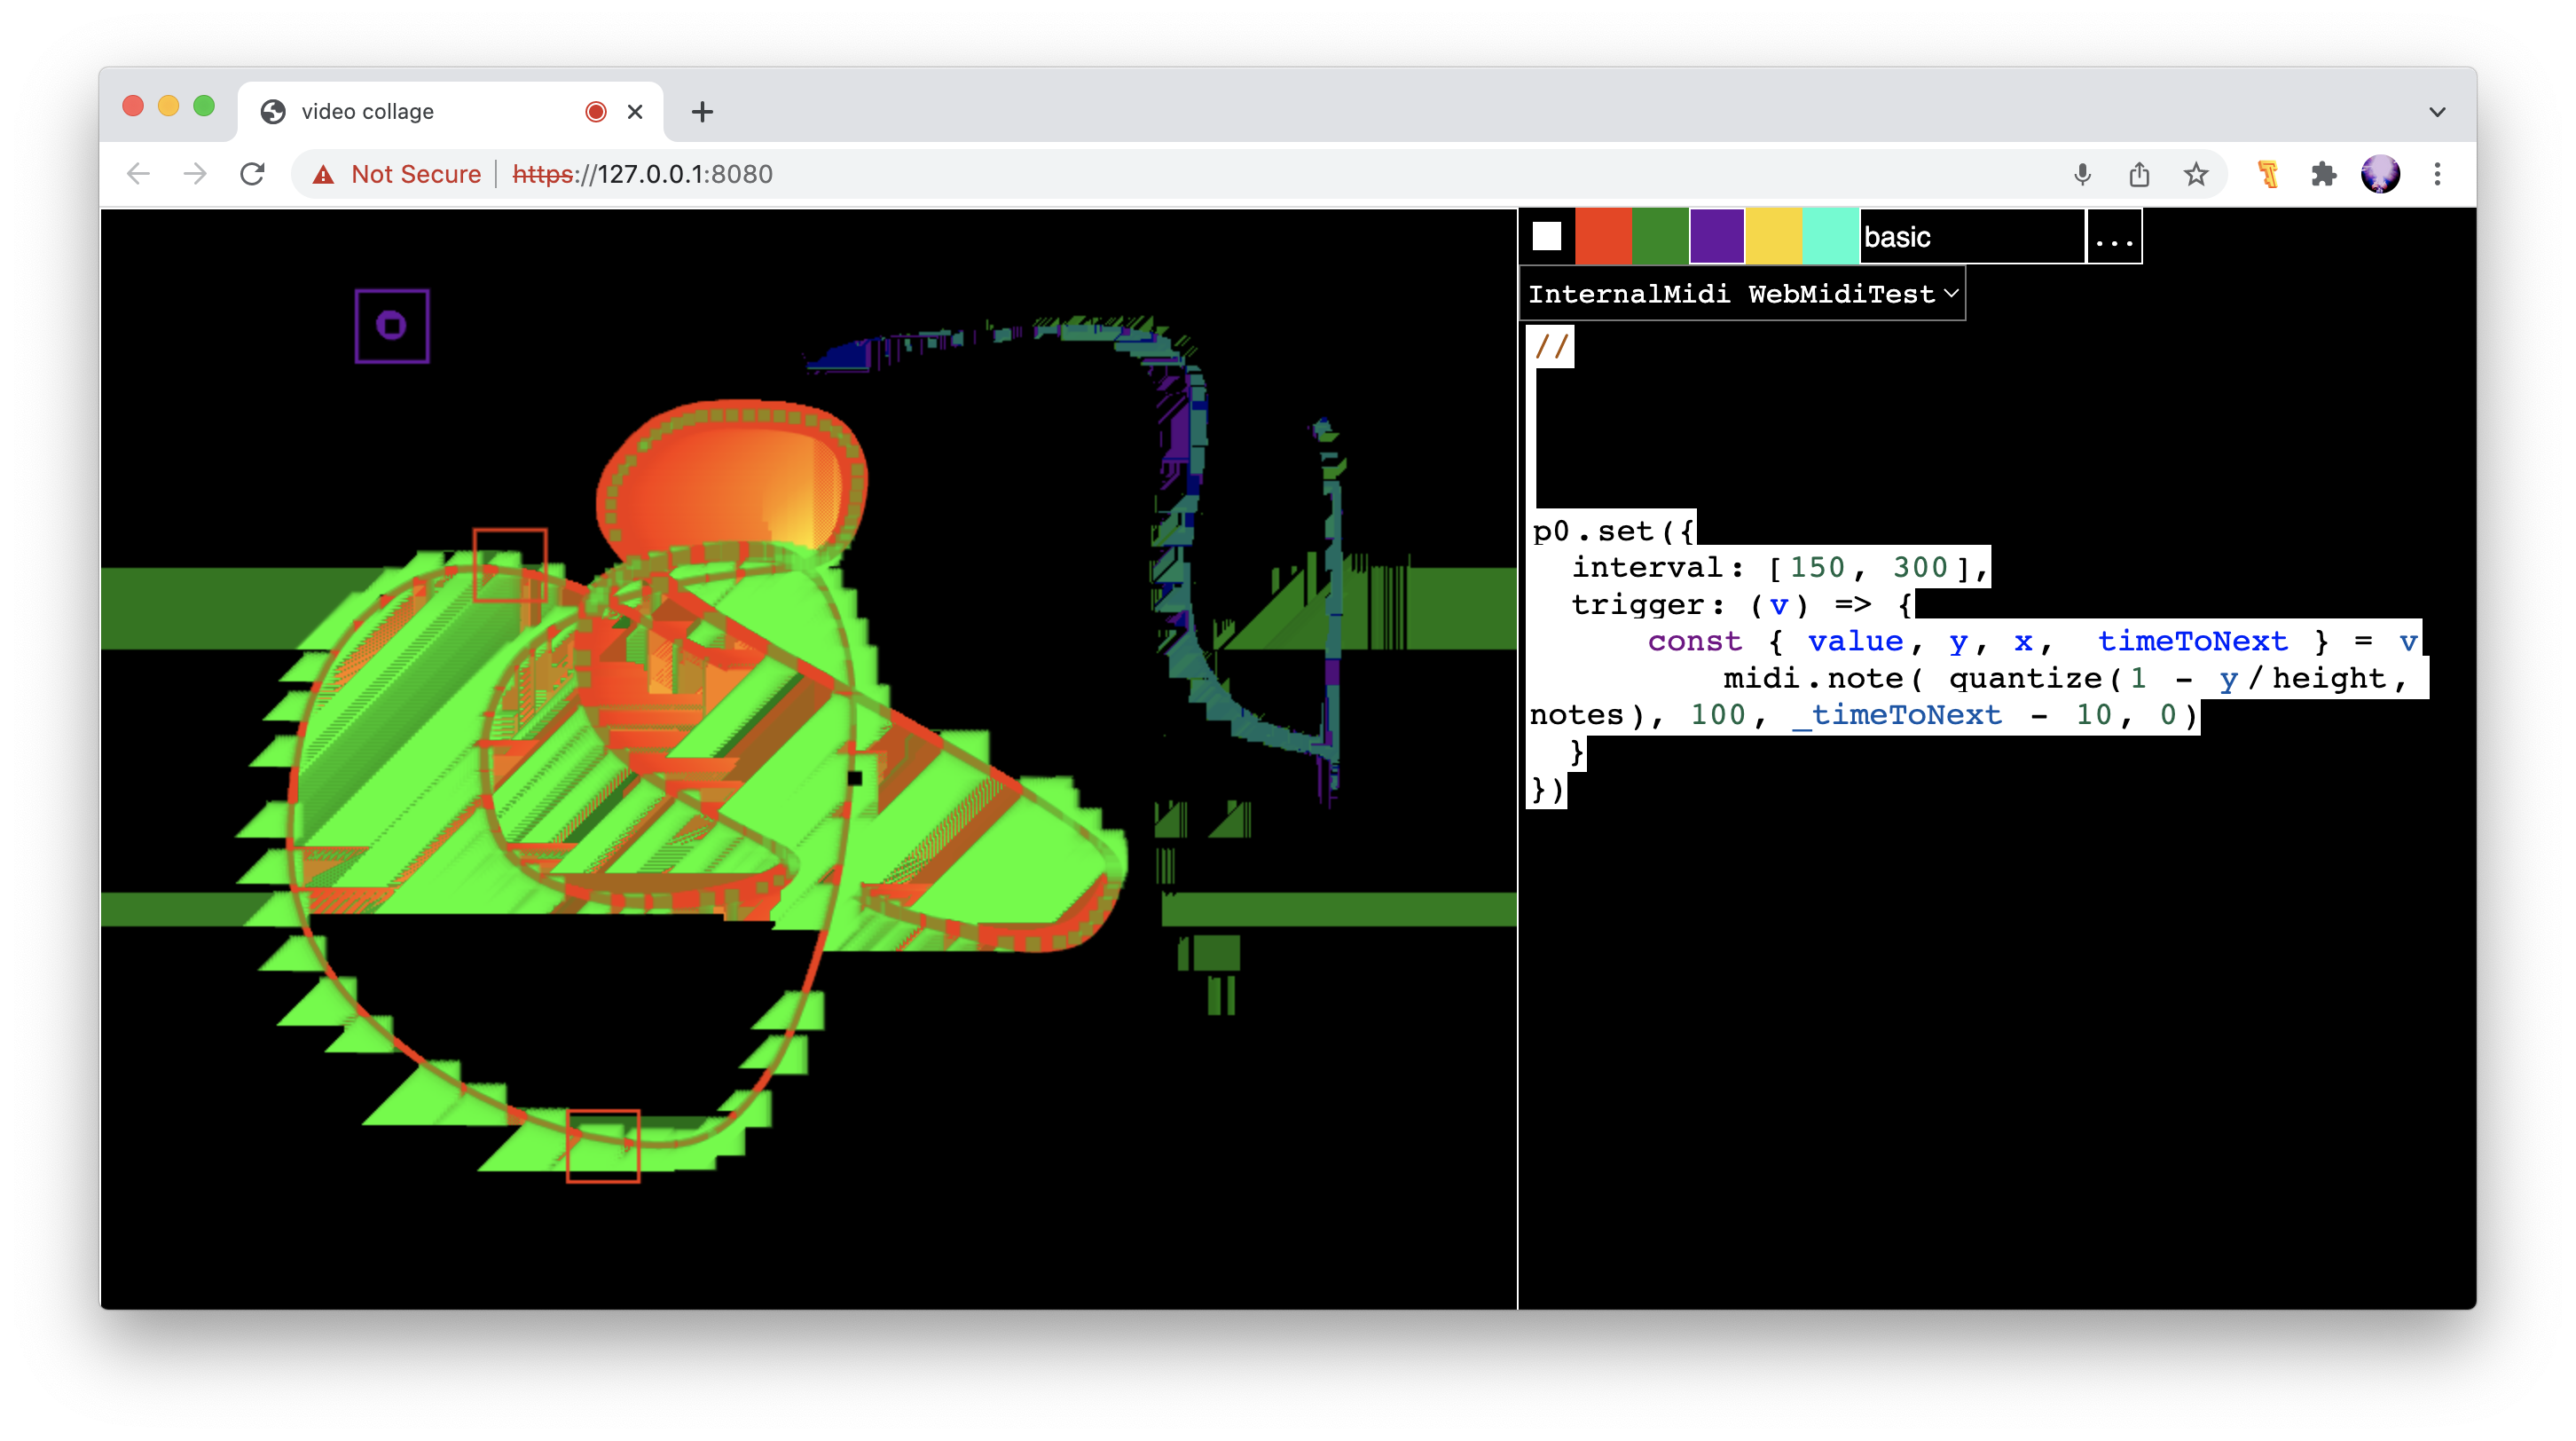 video collage
Not Secure https://127.0.0.1:8080
basic ...
InternalMidi WebMidiTest
//
p0.set({
interval: [150, 300],
trigger: (v) => {
const { value, y, x, timeToNext } = v
midi.note( quantize(1 - y/height,
notes), 100, _timeToNext - 10, 0)
}
})